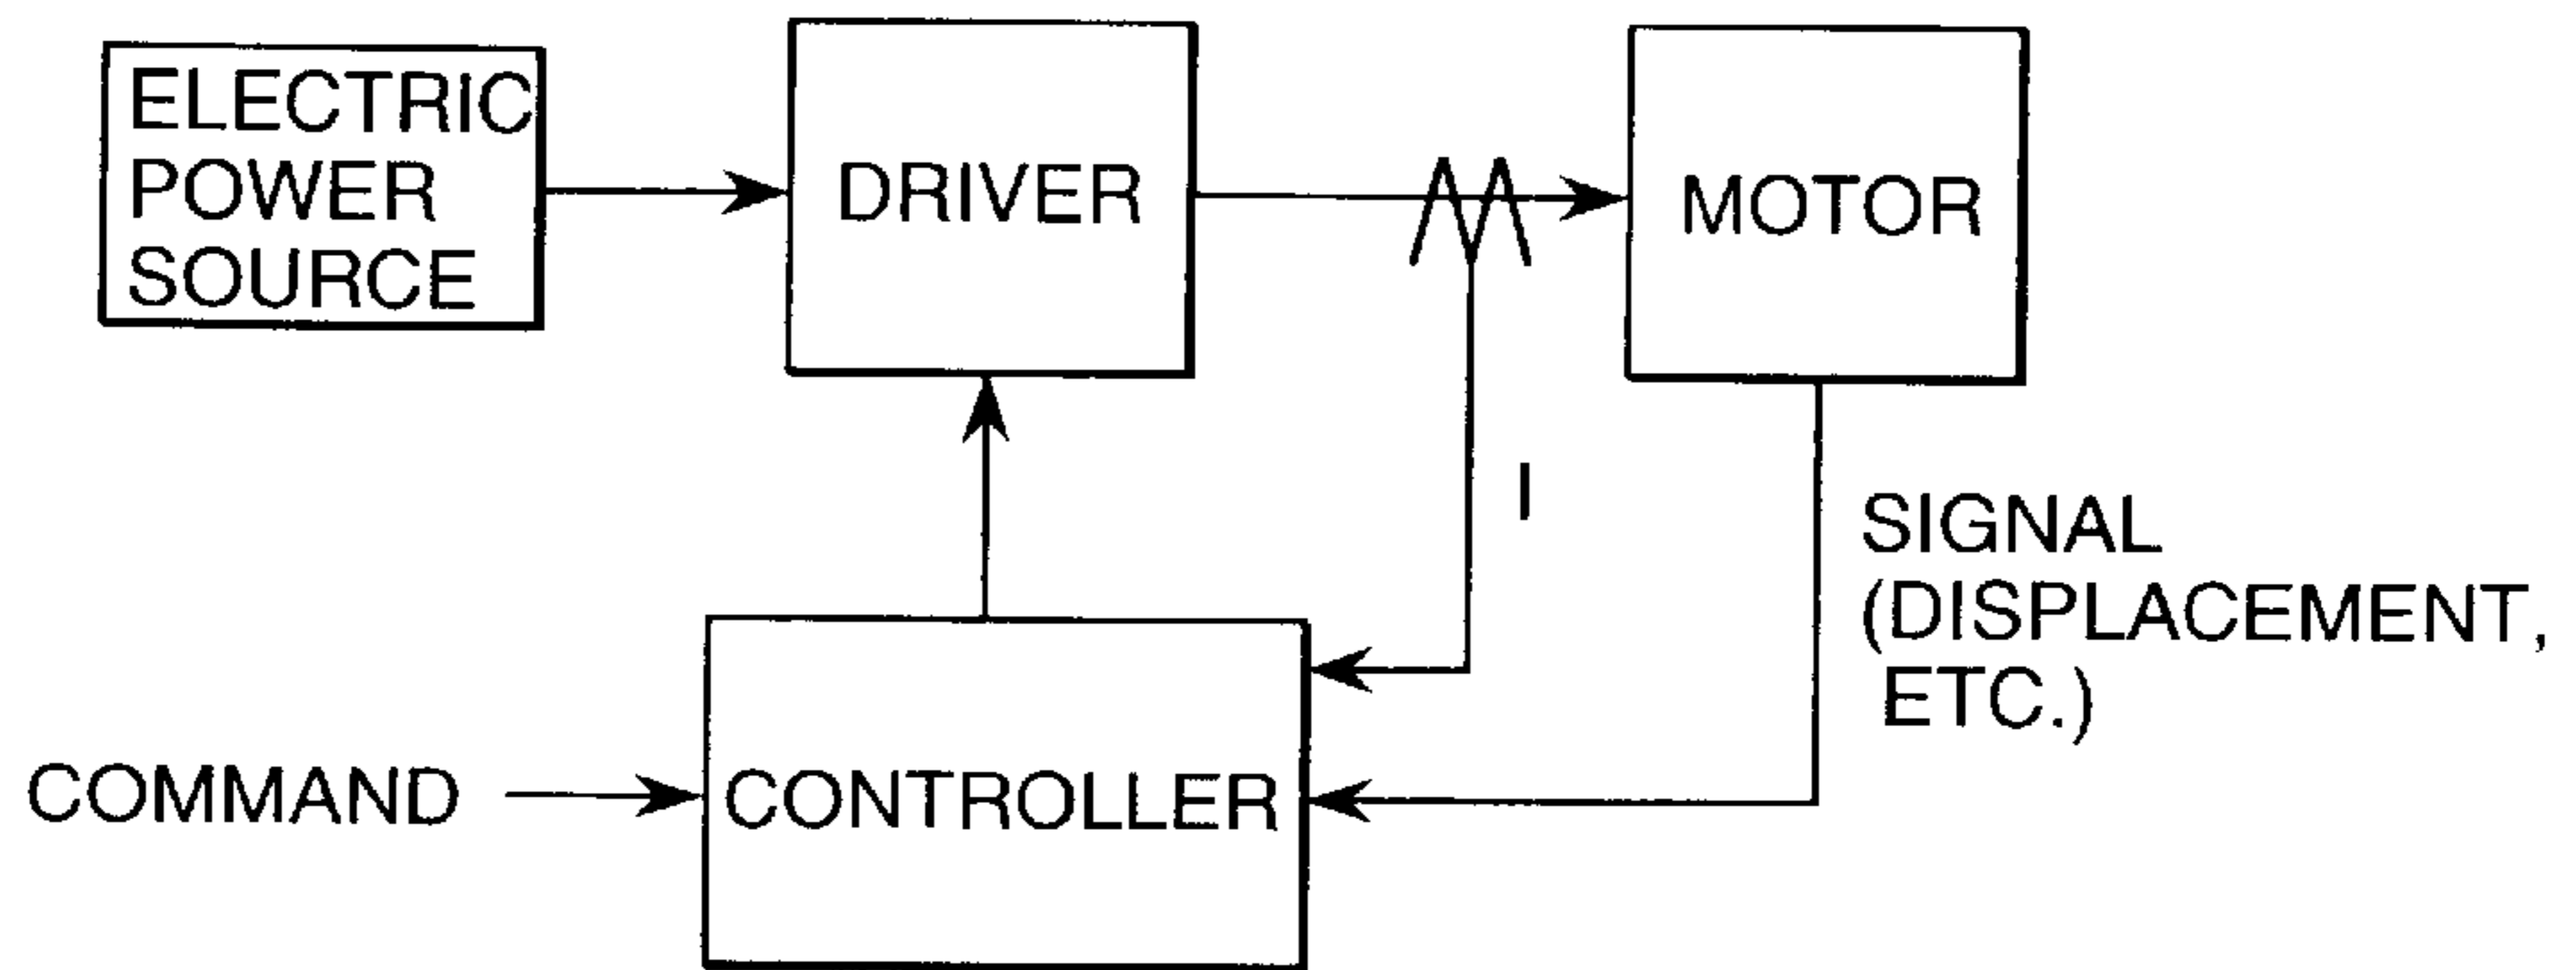 ELECTRIC
POWER
SOURCE
DRIVER
MOTOR
I
SIGNAL
(DISPLACEMENT,
ETC.)
COMMAND
CONTROLLER